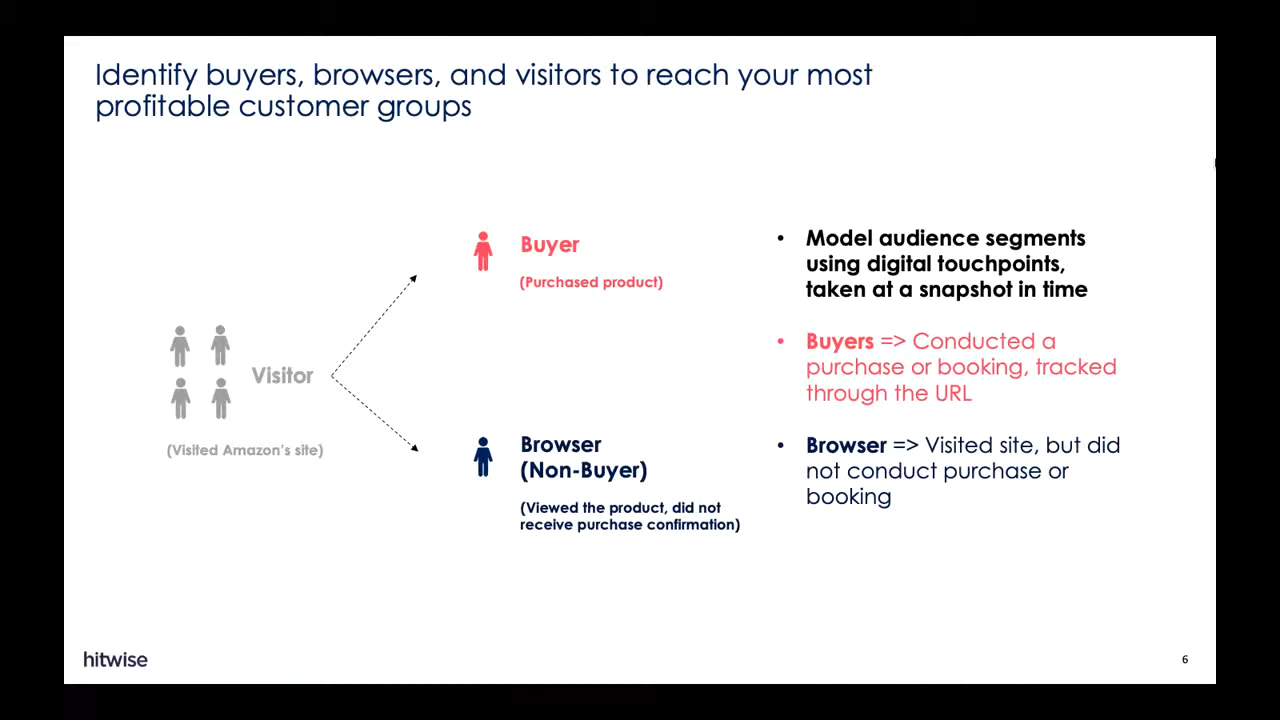 Identify buyers, browsers, and visitors to reach your most
profitable customer groups
Visitor
(Visited Amazon's site)
Buyer
(Purchased product)
Browser
(Non-Buyer)
(Viewed the product, did not
receive purchase confirmation)
• Model audience segments
using digital touchpoints,
taken at a snapshot in time
• Buyers => Conducted a
purchase or booking, tracked
through the URL
• Browser => Visited site, but did
not conduct purchase or
booking
hitwise
6